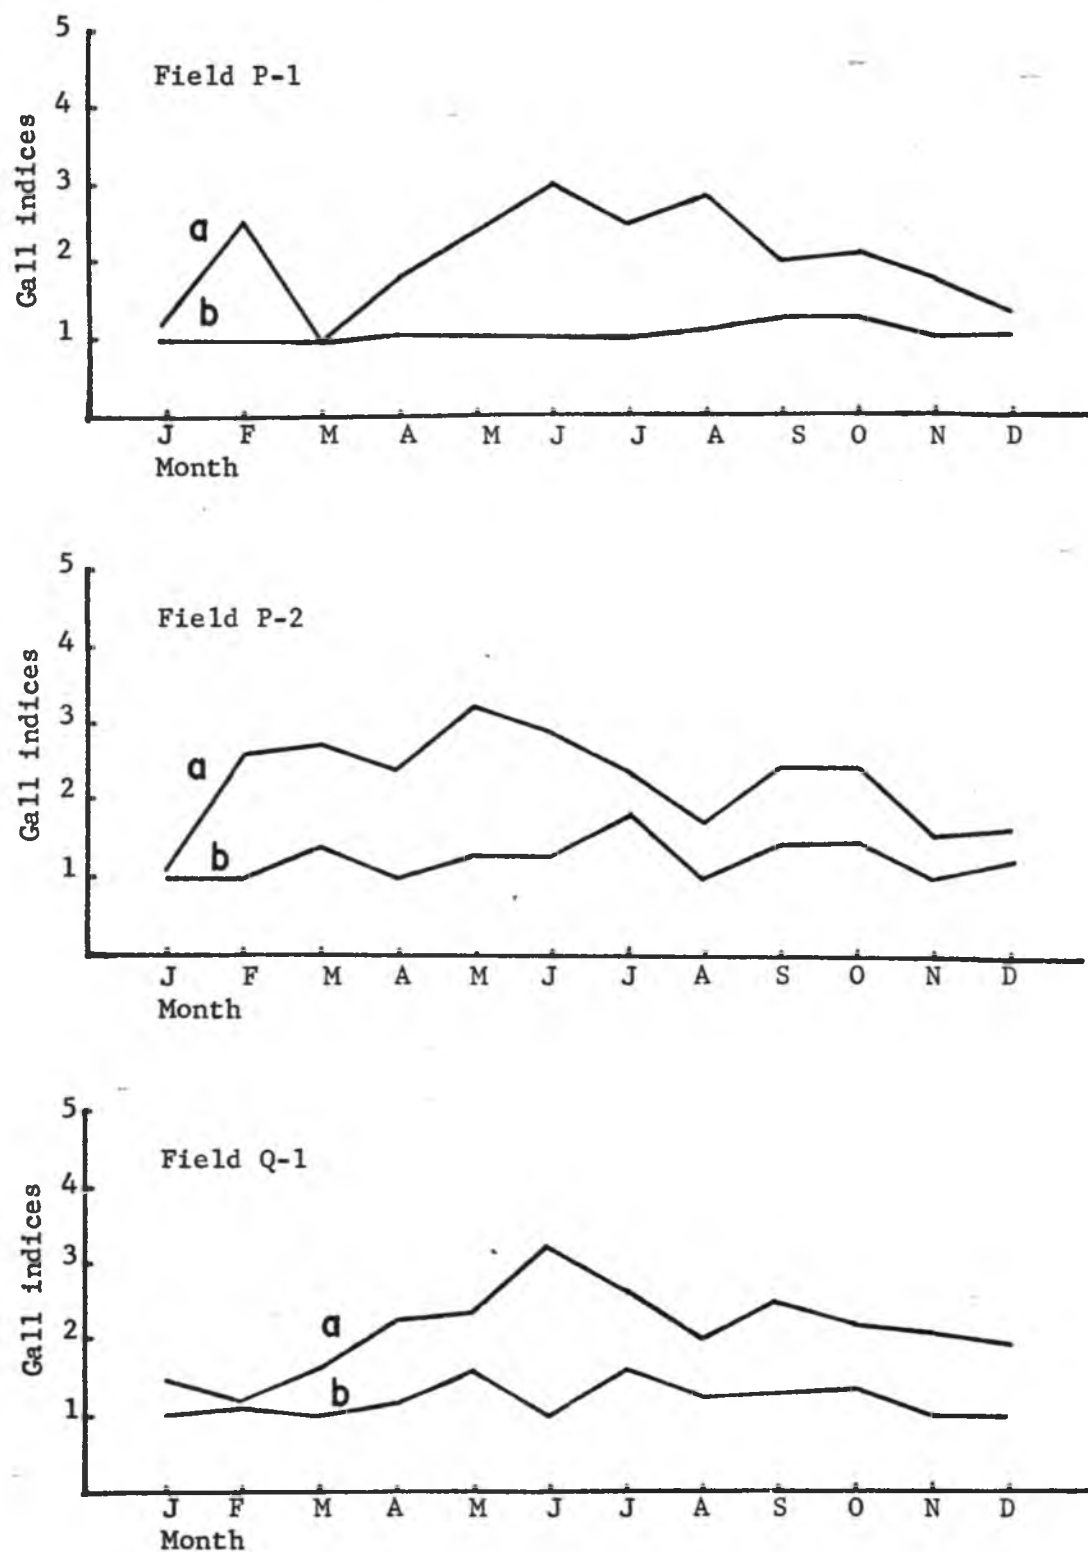 5
Field P-1
4
3
2
1
Gall indices
a
b
J F M A M J J A S O N D
Month
5
Field P-2
4
3
2
1
Gall indices
a
b
J F M A M J J A S O N D
Month
5
Field Q-1
4
3
2
1
Gall indices
a
b
J F M A M J J A S O N D
Month